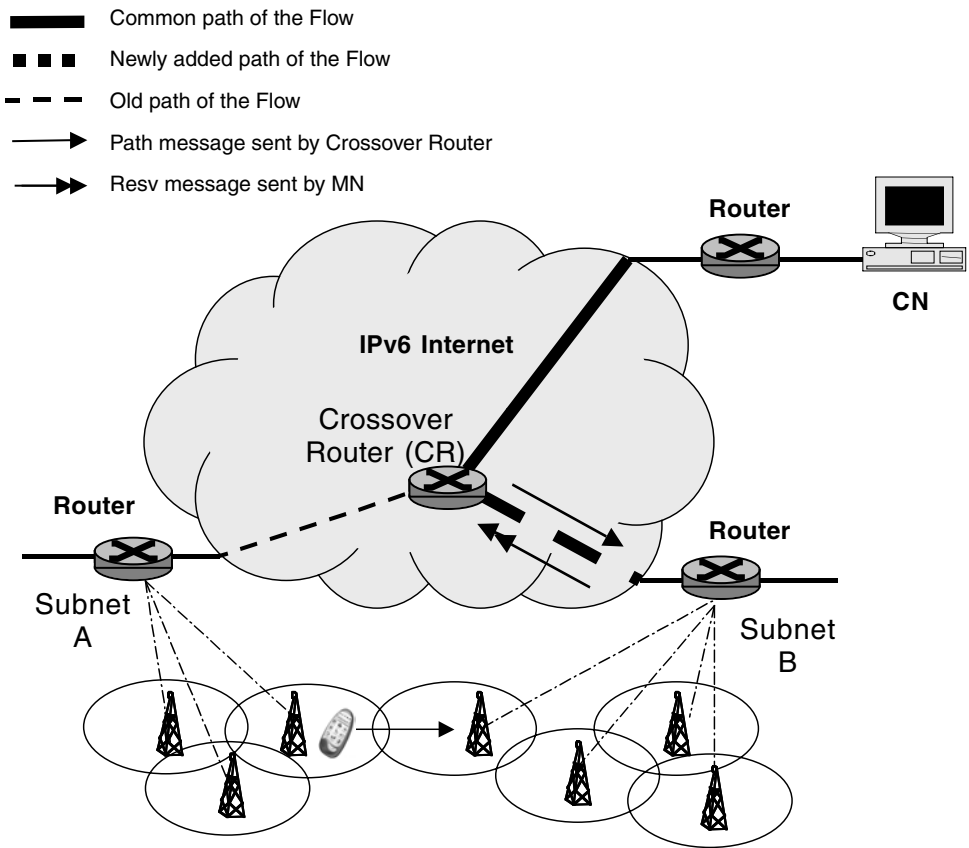 Common path of the Flow
Newly added path of the Flow
Old path of the Flow
Path message sent by Crossover Router
Resv message sent by MN
Router
CN
IPv6 Internet
Crossover
Router (CR)
Router
Router
Subnet
A
Subnet
B